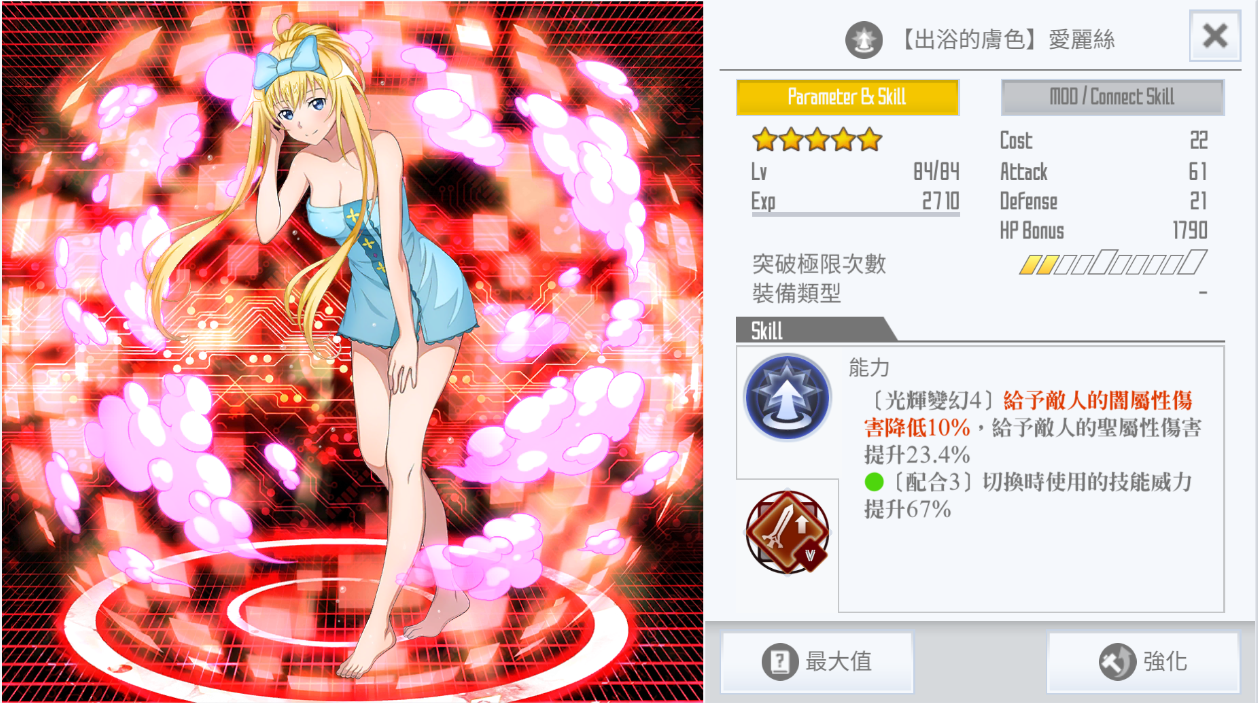 【出浴的膚色】愛麗絲
Parameter & Skill
MOD / Connect Skill
Lv 84/84
Exp 2710
Cost 22
Attack 61
Defense 21
HP Bonus 1790
突破極限次數
裝備類型 -
Skill
能力
〔光輝變幻4〕給予敵人的闇屬性傷
害降低10%，給予敵人的聖屬性傷害
提升23.4%
〔配合3〕切換時使用的技能威力
提升67%
V
? 最大值
強化